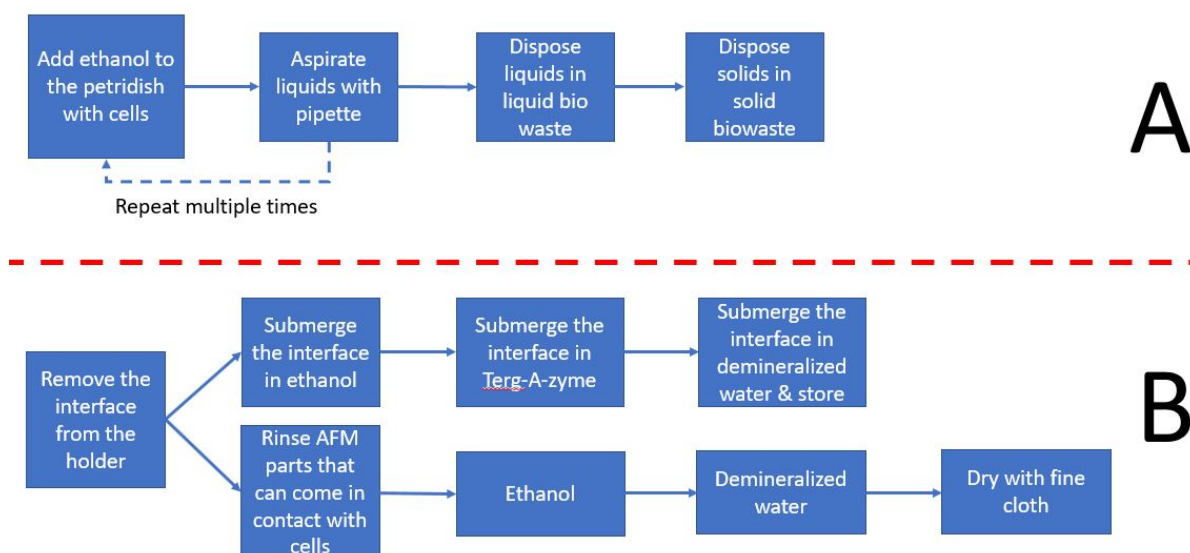 Add ethanol to
the petridish
with cells
Aspirate
liquids with
pipette
Dispose
liquids in
liquid bio
waste
Dispose
solids in
solid
biowaste
Repeat multiple times
A
Remove the
interface
from the
holder
Submerge
the interface
in ethanol
Submerge the
interface in
Terg-A-zyme
Submerge the
interface in
demineralized
water & store
Rinse AFM
parts that
can come in
contact with
cells
Ethanol
Demineralized
water
Dry with fine
cloth
B